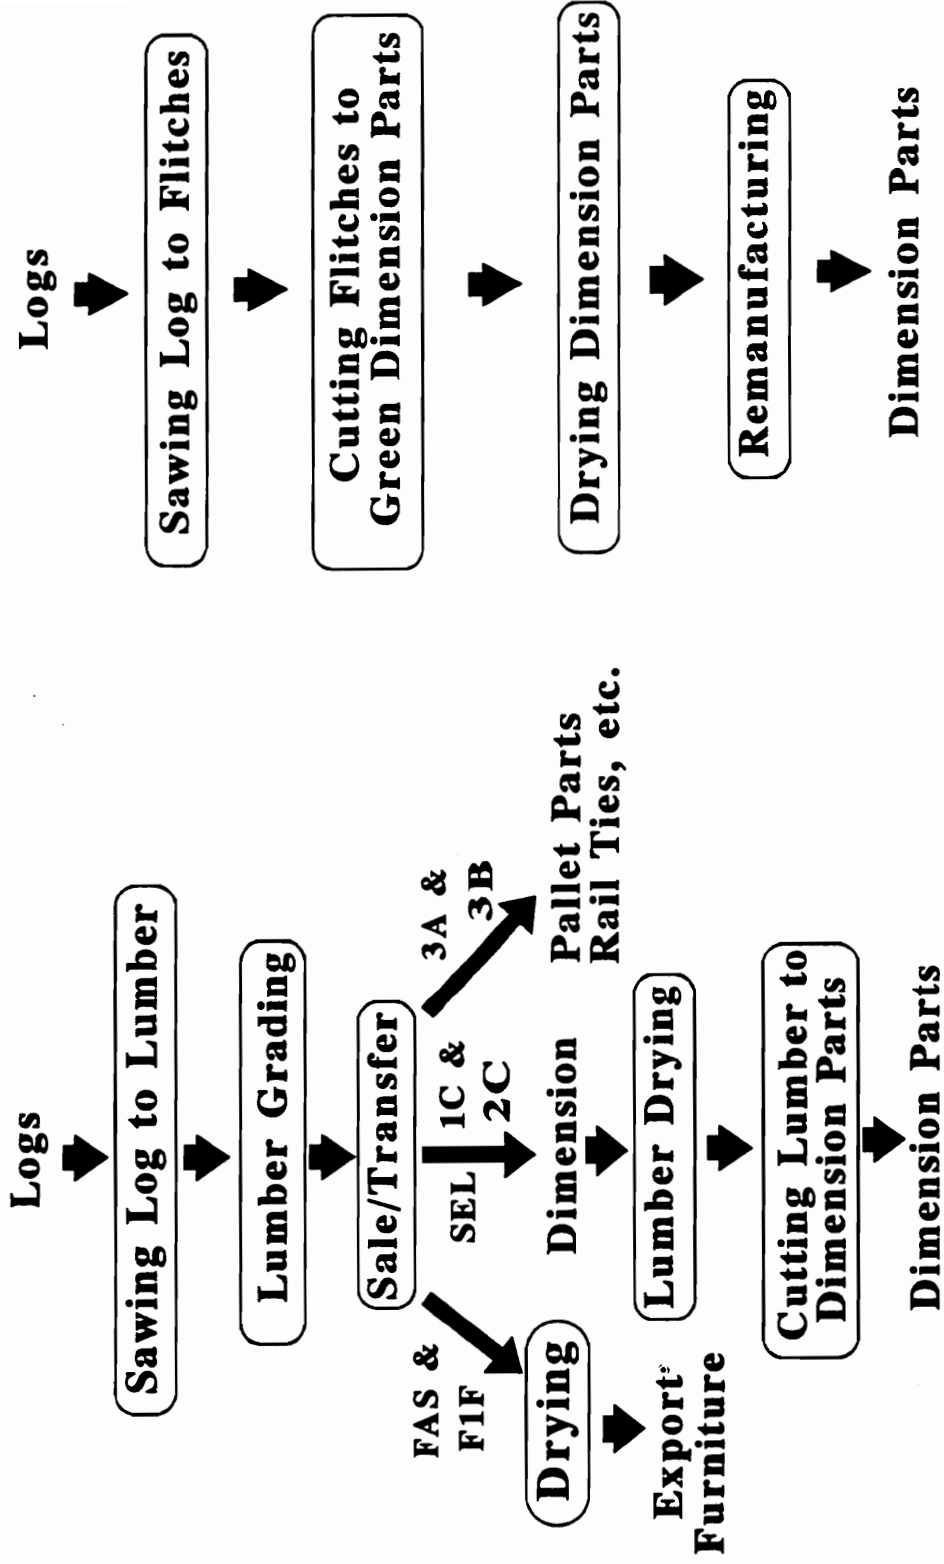 Logs
Sawing Log to Lumber
Lumber Grading
Sale/Transfer
FAS &
F1F
SEL
1C &
2C
3A &
3B
Drying
Export
Furniture
Dimension
Pallet Parts
Rail Ties, etc.
Lumber Drying
Cutting Lumber to
Dimension Parts
Dimension Parts
Logs
Sawing Log to Flitches
Cutting Flitches to
Green Dimension Parts
Drying Dimension Parts
Remanufacturing
Dimension Parts